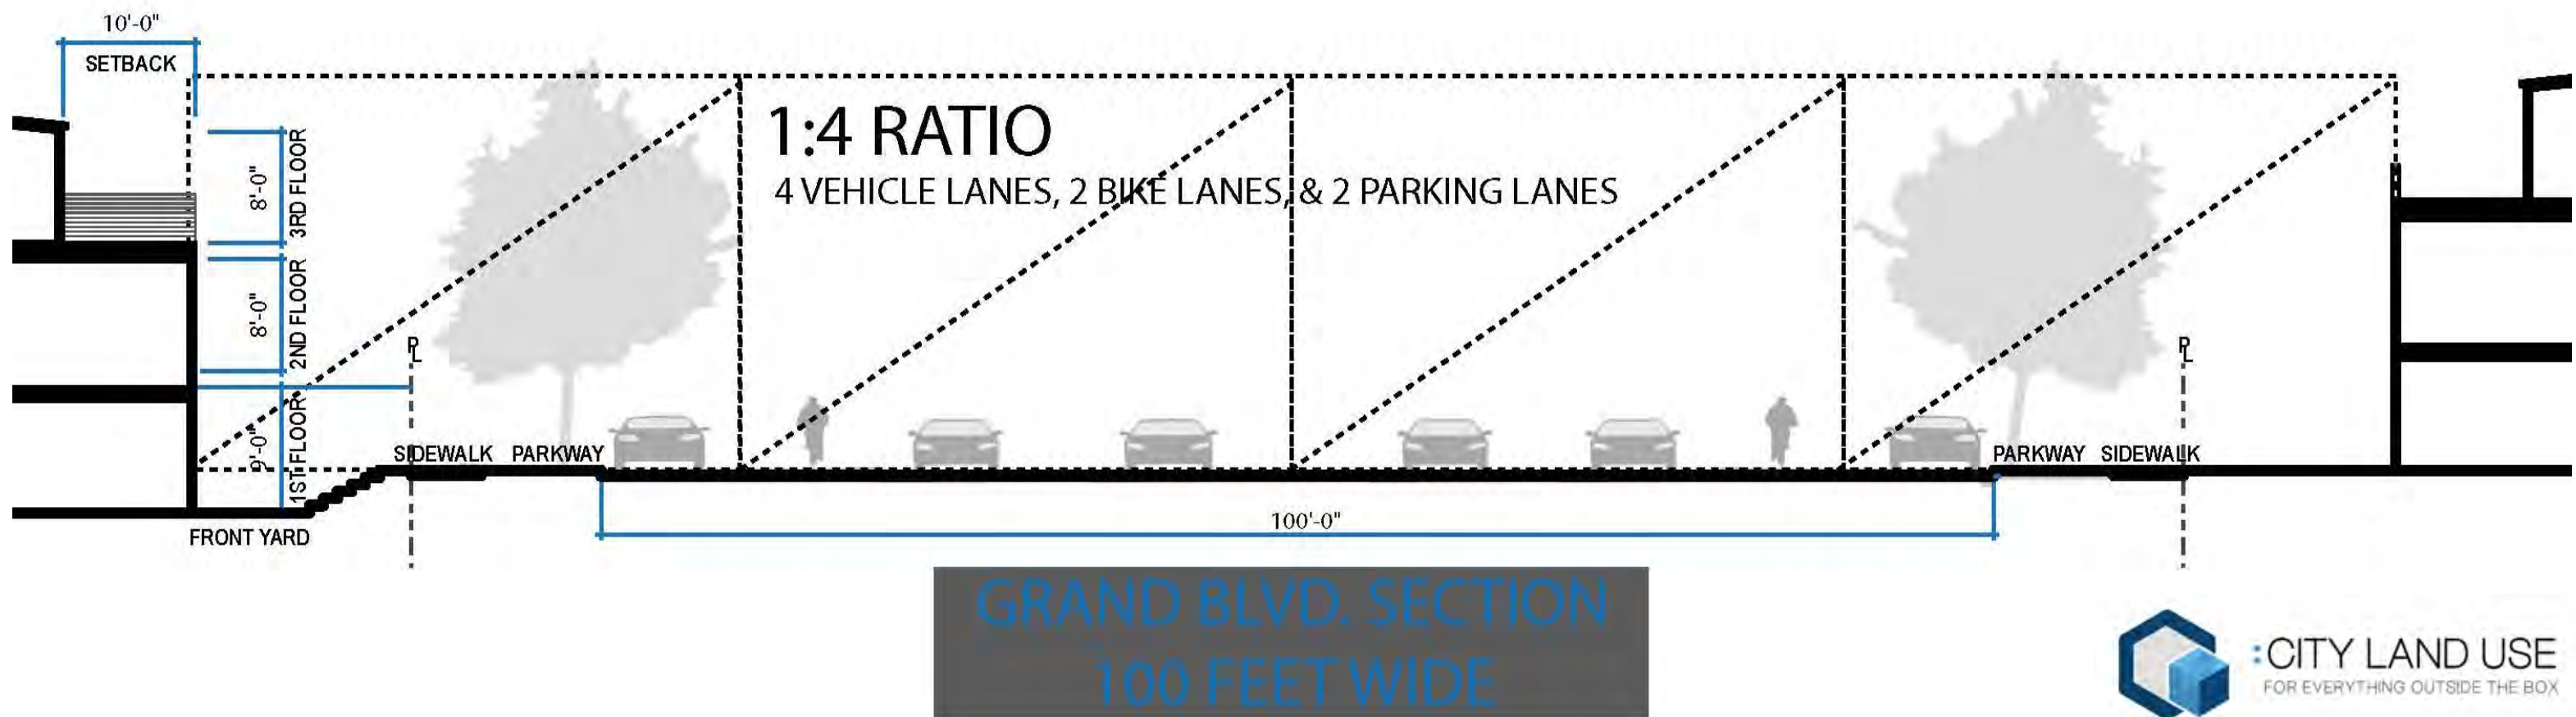 10'-0"
SETBACK
1:4 RATIO
4 VEHICLE LANES, 2 BIKE LANES, & 2 PARKING LANES
8'-0"
3RD FLOOR
8'-0"
2ND FLOOR
9'-0"
1ST FLOOR
PL
PL
SIDEWALK PARKWAY
PARKWAY SIDEWALK
FRONT YARD
100'-0"
GRAND BLVD. SECTION
100 FEET WIDE
:CITY LAND USE
FOR EVERYTHING OUTSIDE THE BOX